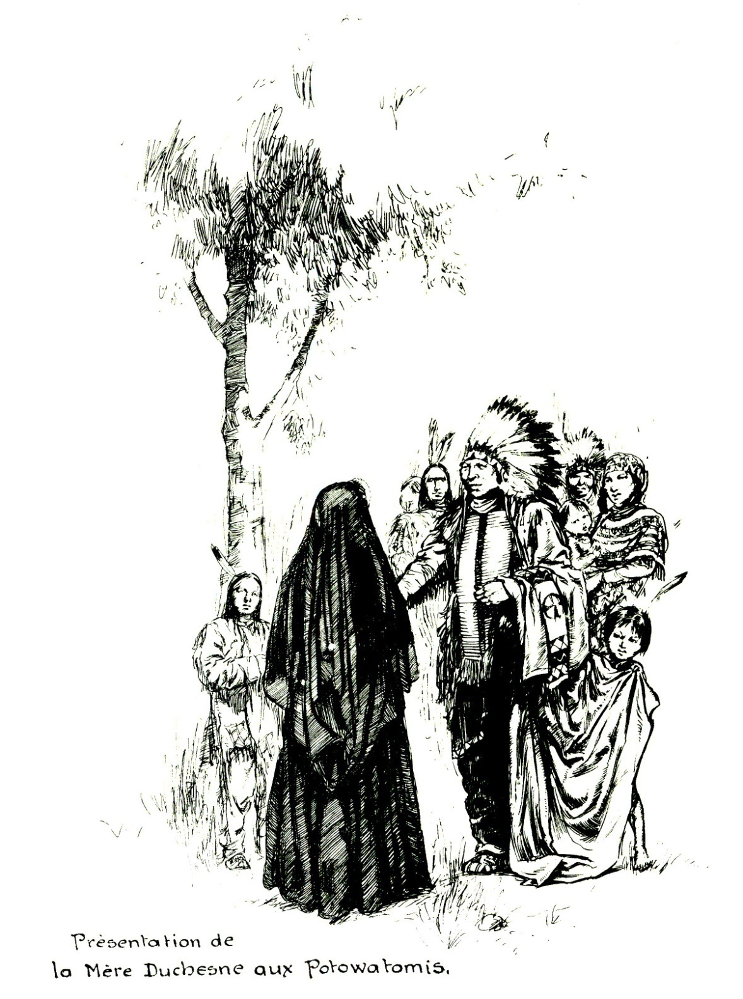 Présentation de
la Mère Duchesne aux Potowatomis.